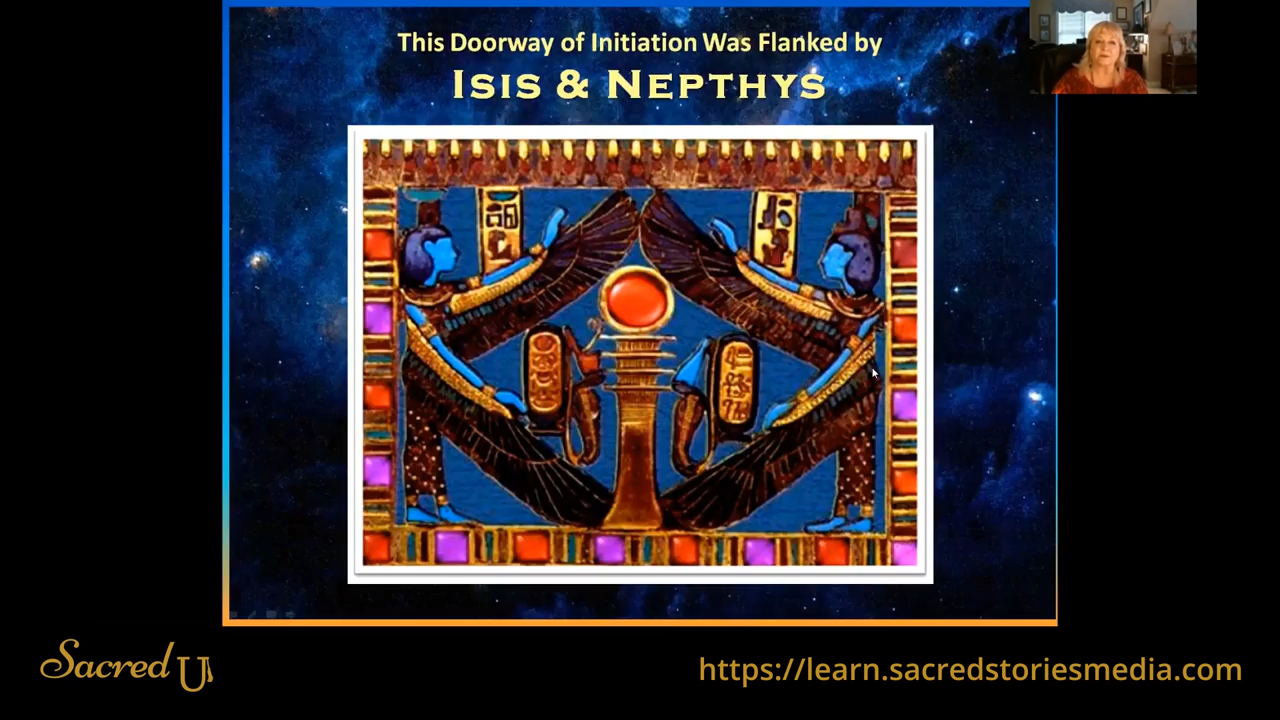 This Doorway of Initiation Was Flanked by
Isis & Nepthys
Sacred U
https://learn.sacredstoriesmedia.com